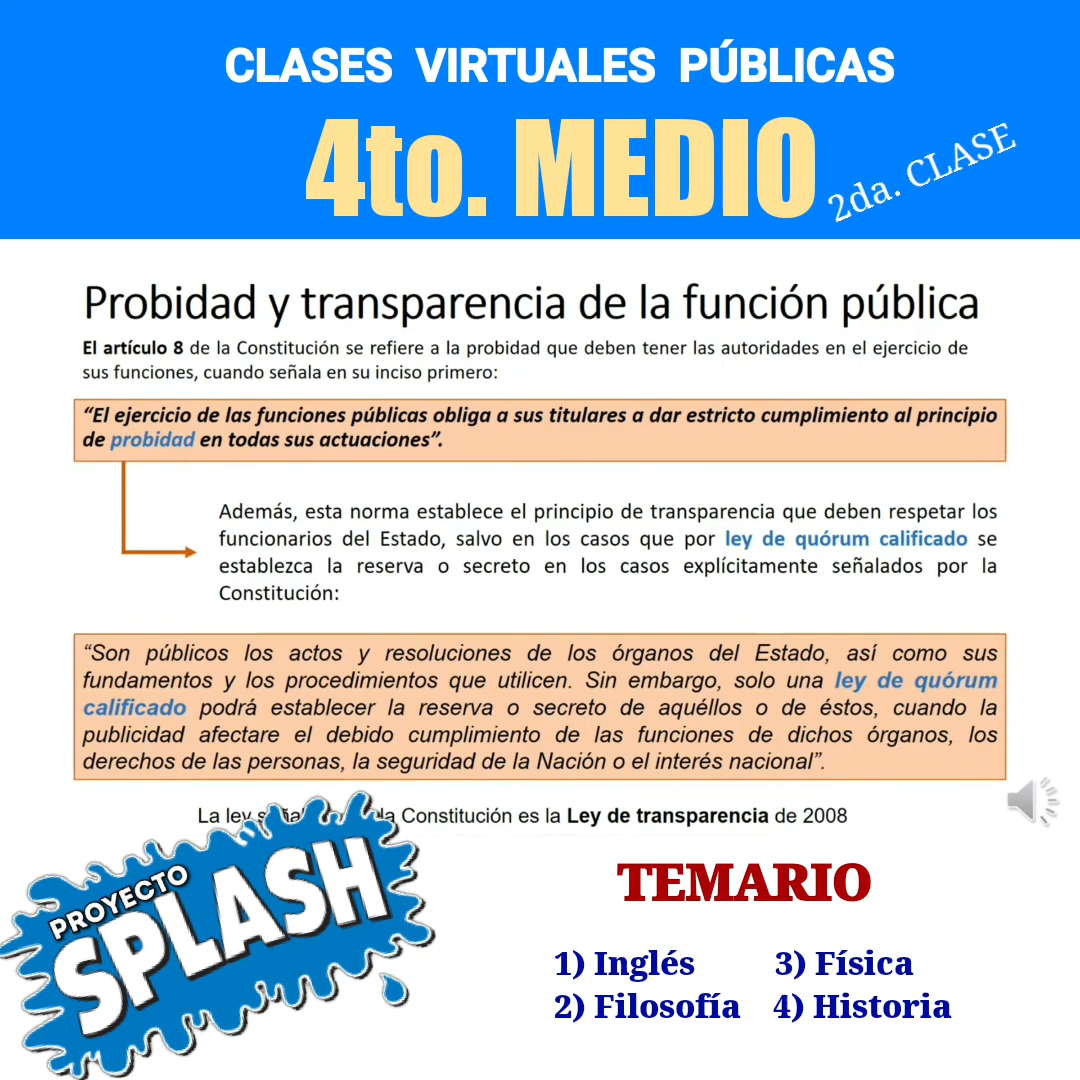 CLASES VIRTUALES PÚBLICAS
4to. MEDIO
2da. CLASE
Probidad y transparencia de la función pública
El artículo 8 de la Constitución se refiere a la probidad que deben tener las autoridades en el ejercicio de
sus funciones, cuando señala en su inciso primero:
“El ejercicio de las funciones públicas obliga a sus titulares a dar estricto cumplimiento al principio
de probidad en todas sus actuaciones”.
Además, esta norma establece el principio de transparencia que deben respetar los
funcionarios del Estado, salvo en los casos que por ley de quórum calificado se
establezca la reserva o secreto en los casos explícitamente señalados por la
Constitución:
“Son públicos los actos y resoluciones de los órganos del Estado, así como sus
fundamentos y los procedimientos que utilicen. Sin embargo, solo una ley de quórum
calificado podrá establecer la reserva o secreto de aquéllos o de éstos, cuando la
publicidad afectare el debido cumplimiento de las funciones de dichos órganos, los
derechos de las personas, la seguridad de la Nación o el interés nacional”.
La ley la Constitución es la Ley de transparencia de 2008
PROYECTO
SPLASH
TEMARIO
1) Inglés 3) Física
2) Filosofía 4) Historia